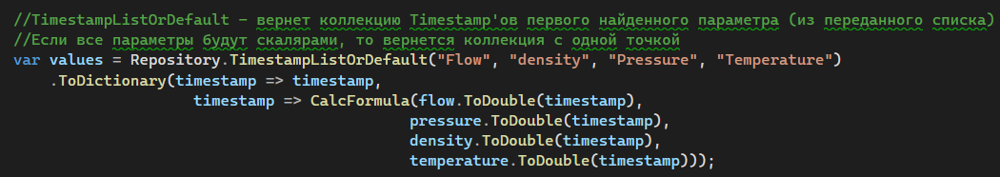 //TimestampListOrDefault - вернет коллекцию Timestamp'ов первого найденного параметра (из переданного списка)
//Если все параметры будут скалярами, то вернется коллекция с одной точкой
var values = Repository.TimestampListOrDefault("Flow", "density", "Pressure", "Temperature")
    .ToDictionary(timestamp => timestamp,
                  timestamp => CalcFormula(flow.ToDouble(timestamp),
                                           pressure.ToDouble(timestamp),
                                           density.ToDouble(timestamp),
                                           temperature.ToDouble(timestamp)));